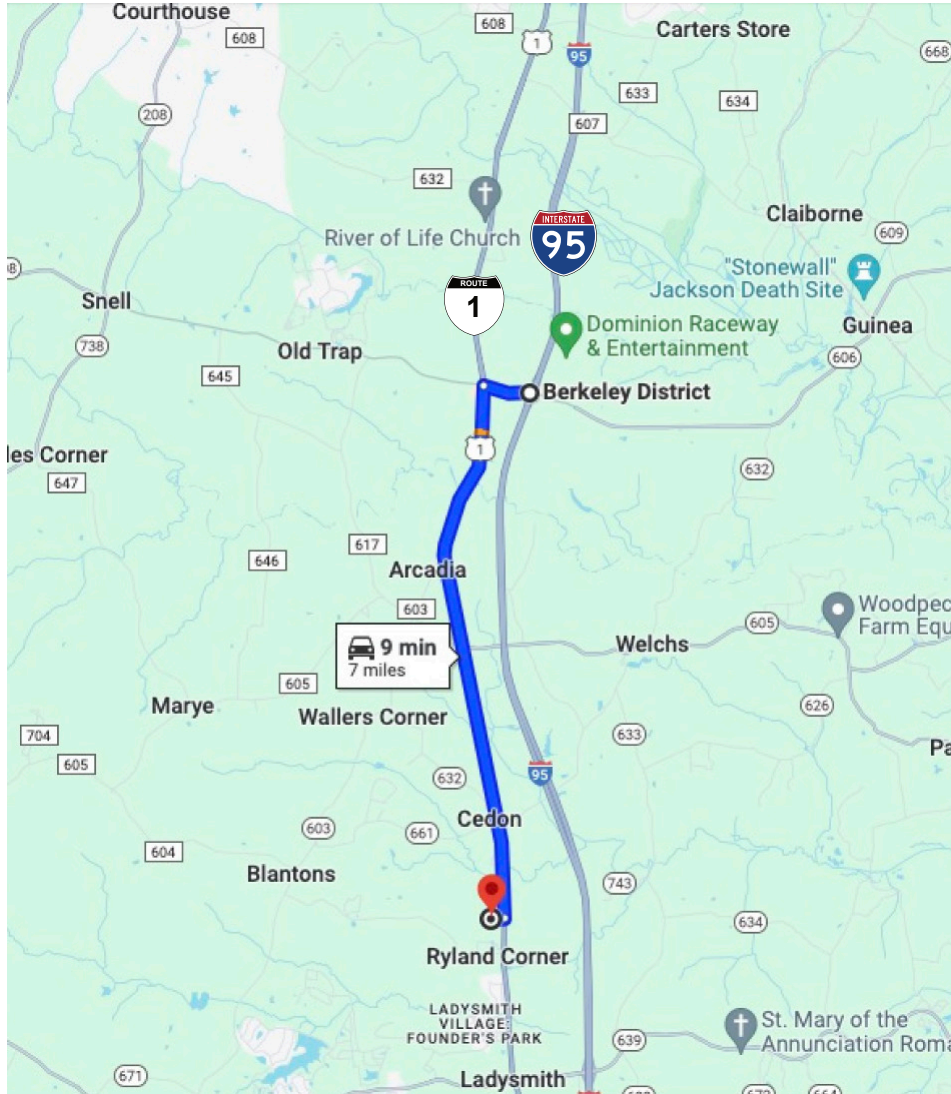 Courthouse
608
608
1
95
Carters Store
668
633
634
208
607
632
River of Life Church
INTERSTATE
95
Claiborne
609
"Stonewall"
Jackson Death Site
ROUTE
1
Snell
Dominion Raceway
& Entertainment
Guinea
738
Old Trap
606
645
Berkeley District
1
les Corner
647
632
617
646
Arcadia
603
Woodpec
Farm Equ
605
9 min
7 miles
Welchs
605
Marye
Wallers Corner
626
704
633
605
95
632
Cedon
603
661
604
Blantons
743
634
Ryland Corner
LADYSMITH
VILLAGE:
FOUNDER'S PARK
St. Mary of the
Annunciation Roma
639
671
Ladysmith